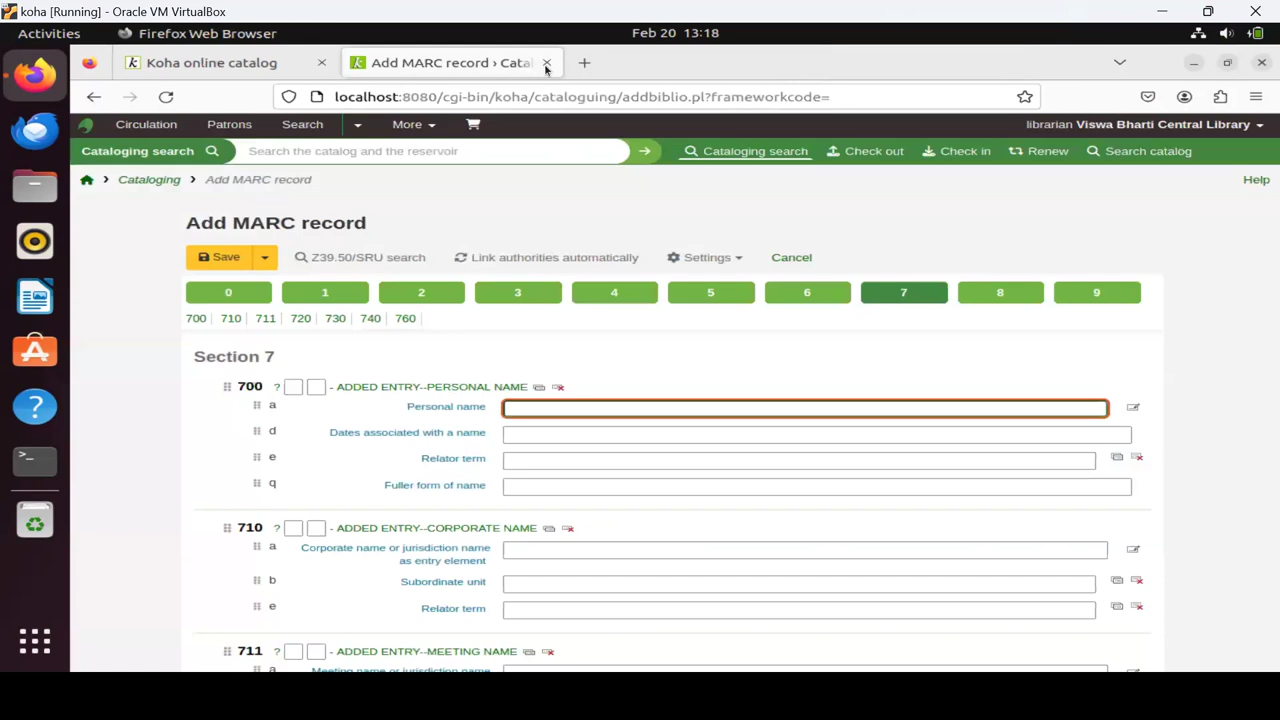 koha [Running] - Oracle VM VirtualBox
Activities Firefox Web Browser Feb 20 13:18
Koha online catalog Add MARC record › Catal
localhost:8080/cgi-bin/koha/cataloguing/addbiblio.pl?frameworkcode=
Circulation Patrons Search More librarian Viswa Bharti Central Library
Cataloging search Search the catalog and the reservoir Cataloging search Check out Check in Renew Search catalog
Cataloging Add MARC record Help
Add MARC record
Save Z39.50/SRU search Link authorities automatically Settings Cancel
0 1 2 3 4 5 6 7 8 9
700 710 711 720 730 740 760
Section 7
700 ? - ADDED ENTRY--PERSONAL NAME
a Personal name
d Dates associated with a name
e Relator term
q Fuller form of name
710 ? - ADDED ENTRY--CORPORATE NAME
a Corporate name or jurisdiction name
as entry element
b Subordinate unit
e Relator term
711 ? - ADDED ENTRY--MEETING NAME
a Meeting name or jurisdiction name